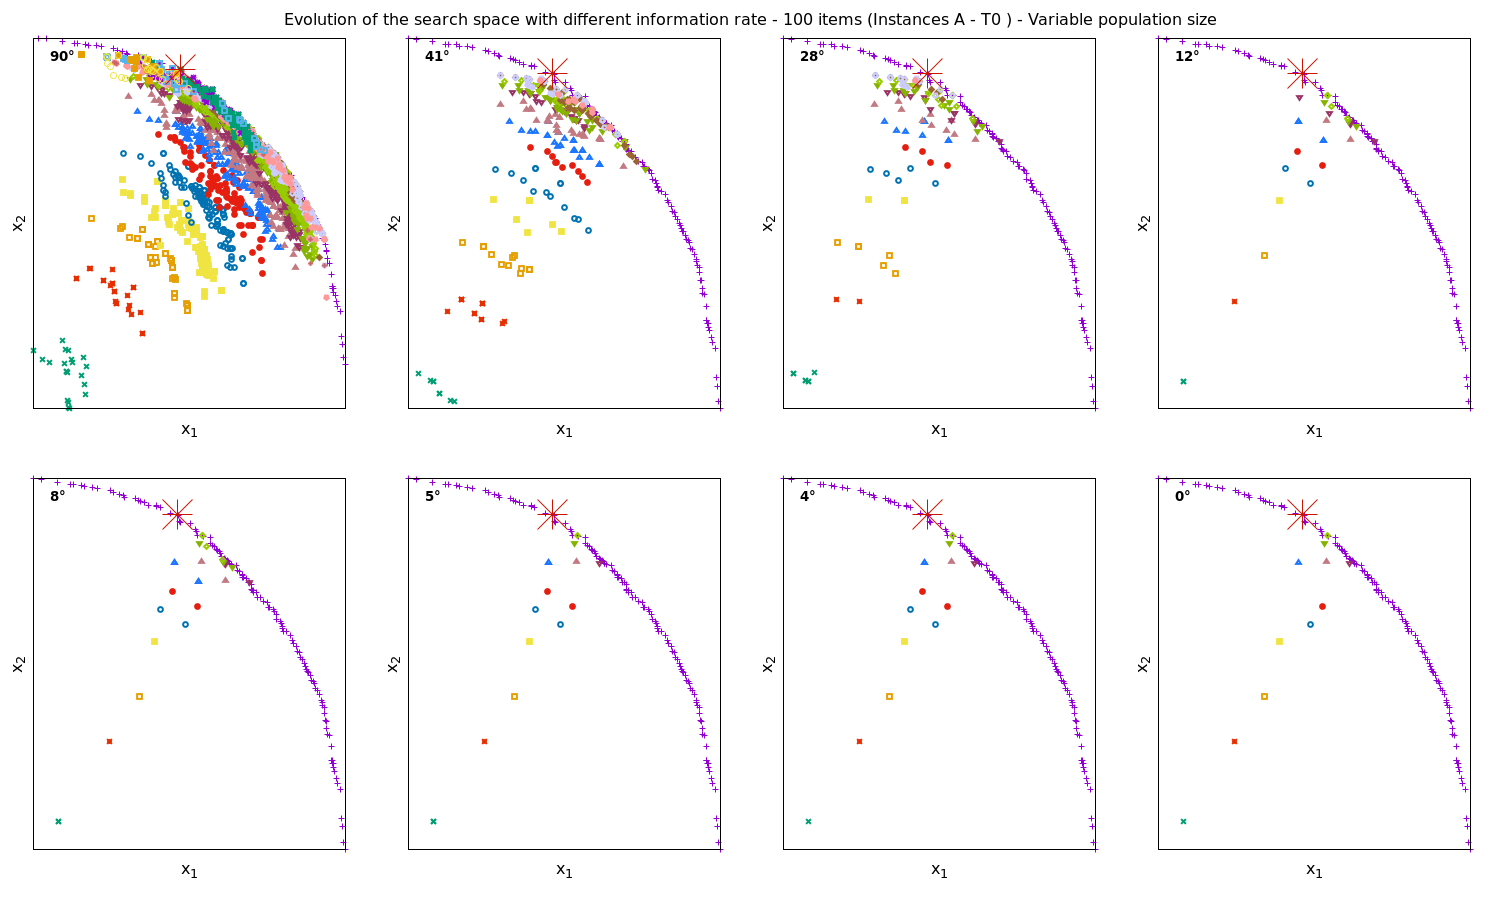 Evolution of the search space with different information rate - 100 items (Instances A - T0 ) - Variable population size
90°
41°
28°
12°
x2
x2
x2
x2
x1
x1
x1
x1
8°
5°
4°
0°
x2
x2
x2
x2
x1
x1
x1
x1